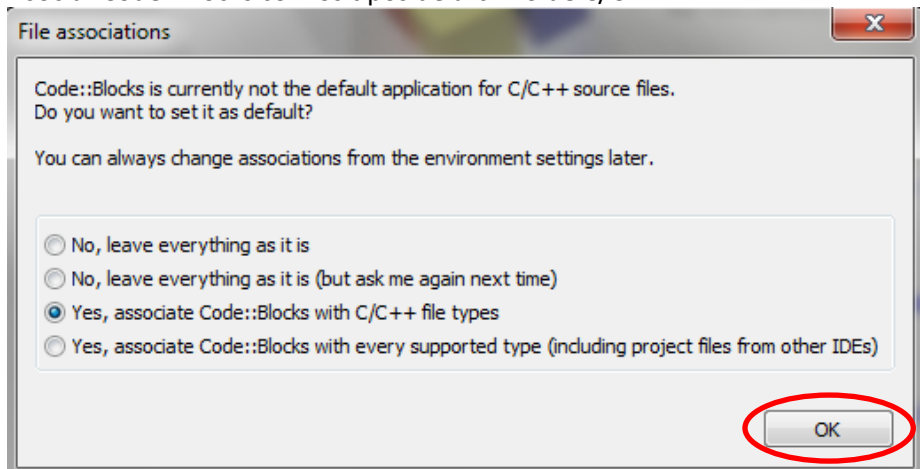 File associations
Code::Blocks is currently not the default application for C/C++ source files.
Do you want to set it as default?
You can always change associations from the environment settings later.
No, leave everything as it is
No, leave everything as it is (but ask me again next time)
Yes, associate Code::Blocks with C/C++ file types
Yes, associate Code::Blocks with every supported type (including project files from other IDEs)
OK